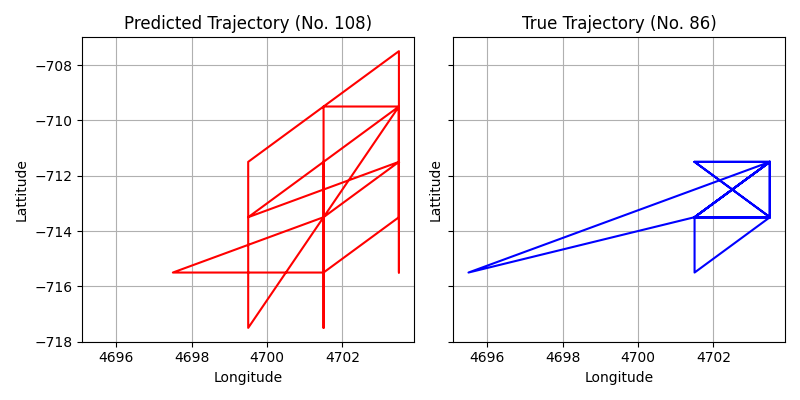 Predicted Trajectory (No. 108)
True Trajectory (No. 86)
Lattitude
−708
−710
−712
−714
−716
−718
4696
4698
4700
4702
Longitude
Lattitude
4696
4698
4700
4702
Longitude